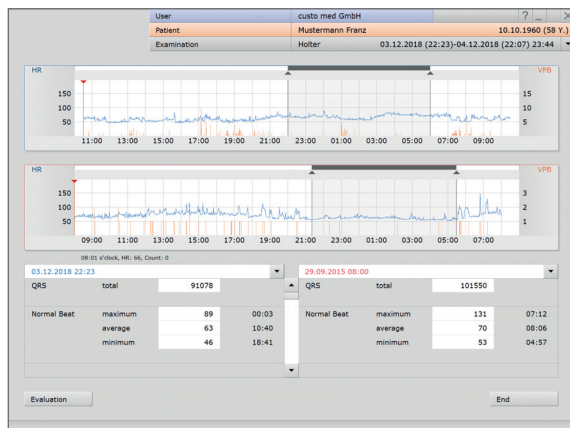 User custo med GmbH ? _ X
Patient Mustermann Franz 10.10.1960 (58 Y.)
Examination Holter 03.12.2018 (22:23)-04.12.2018 (22:07) 23:44
HR VPB
150 15
100 10
50 5
11:00 13:00 15:00 17:00 19:00 21:00 23:00 01:00 03:00 05:00 07:00 09:00
HR VPB
150 3
100 2
50 1
09:00 11:00 13:00 15:00 17:00 19:00 21:00 23:00 01:00 03:00 05:00 07:00
08:01 o'clock, HR: 66, Count: 0
03.12.2018 22:23 29.09.2015 08:00
QRS total 91078 QRS total 101550
Normal Beat maximum 89 00:03 Normal Beat maximum 131 07:12
average 63 10:40 average 70 08:06
minimum 46 18:41 minimum 53 04:57
Evaluation End